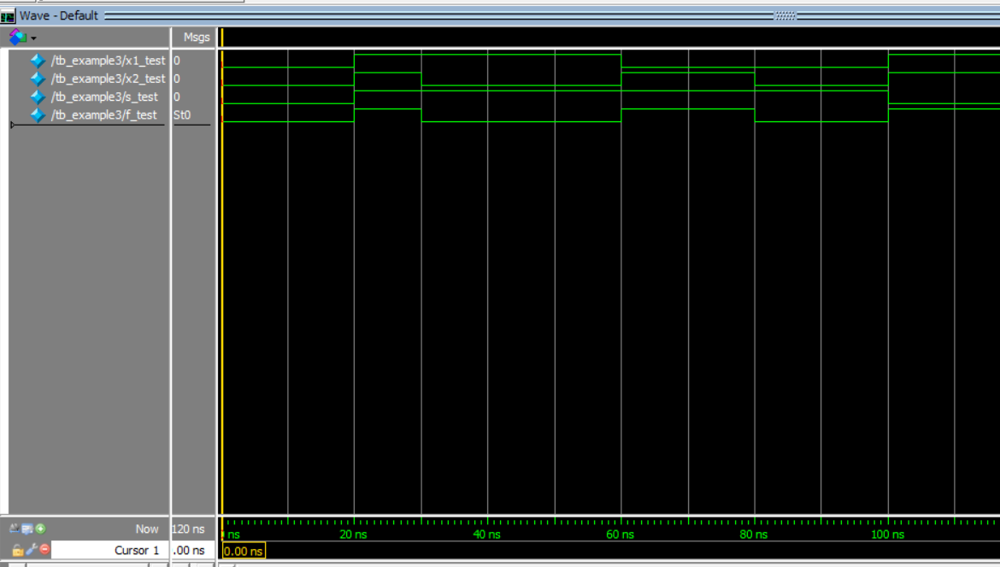 Wave - Default
Msgs
/tb_example3/x1_test 0
/tb_example3/x2_test 0
/tb_example3/s_test 0
/tb_example3/f_test St0
Now 120 ns ns 20 ns 40 ns 60 ns 80 ns 100 ns
Cursor 1 .00 ns 0.00 ns